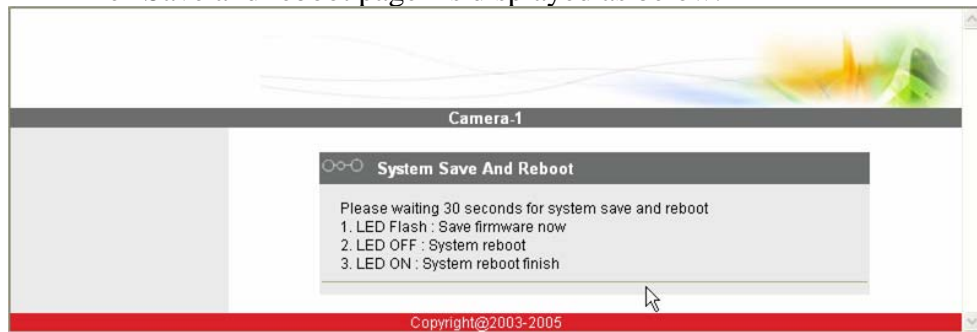 Camera-1
System Save And Reboot
Please waiting 30 seconds for system save and reboot
1. LED Flash : Save firmware now
2. LED OFF : System reboot
3. LED ON : System reboot finish
Copyright@2003-2005